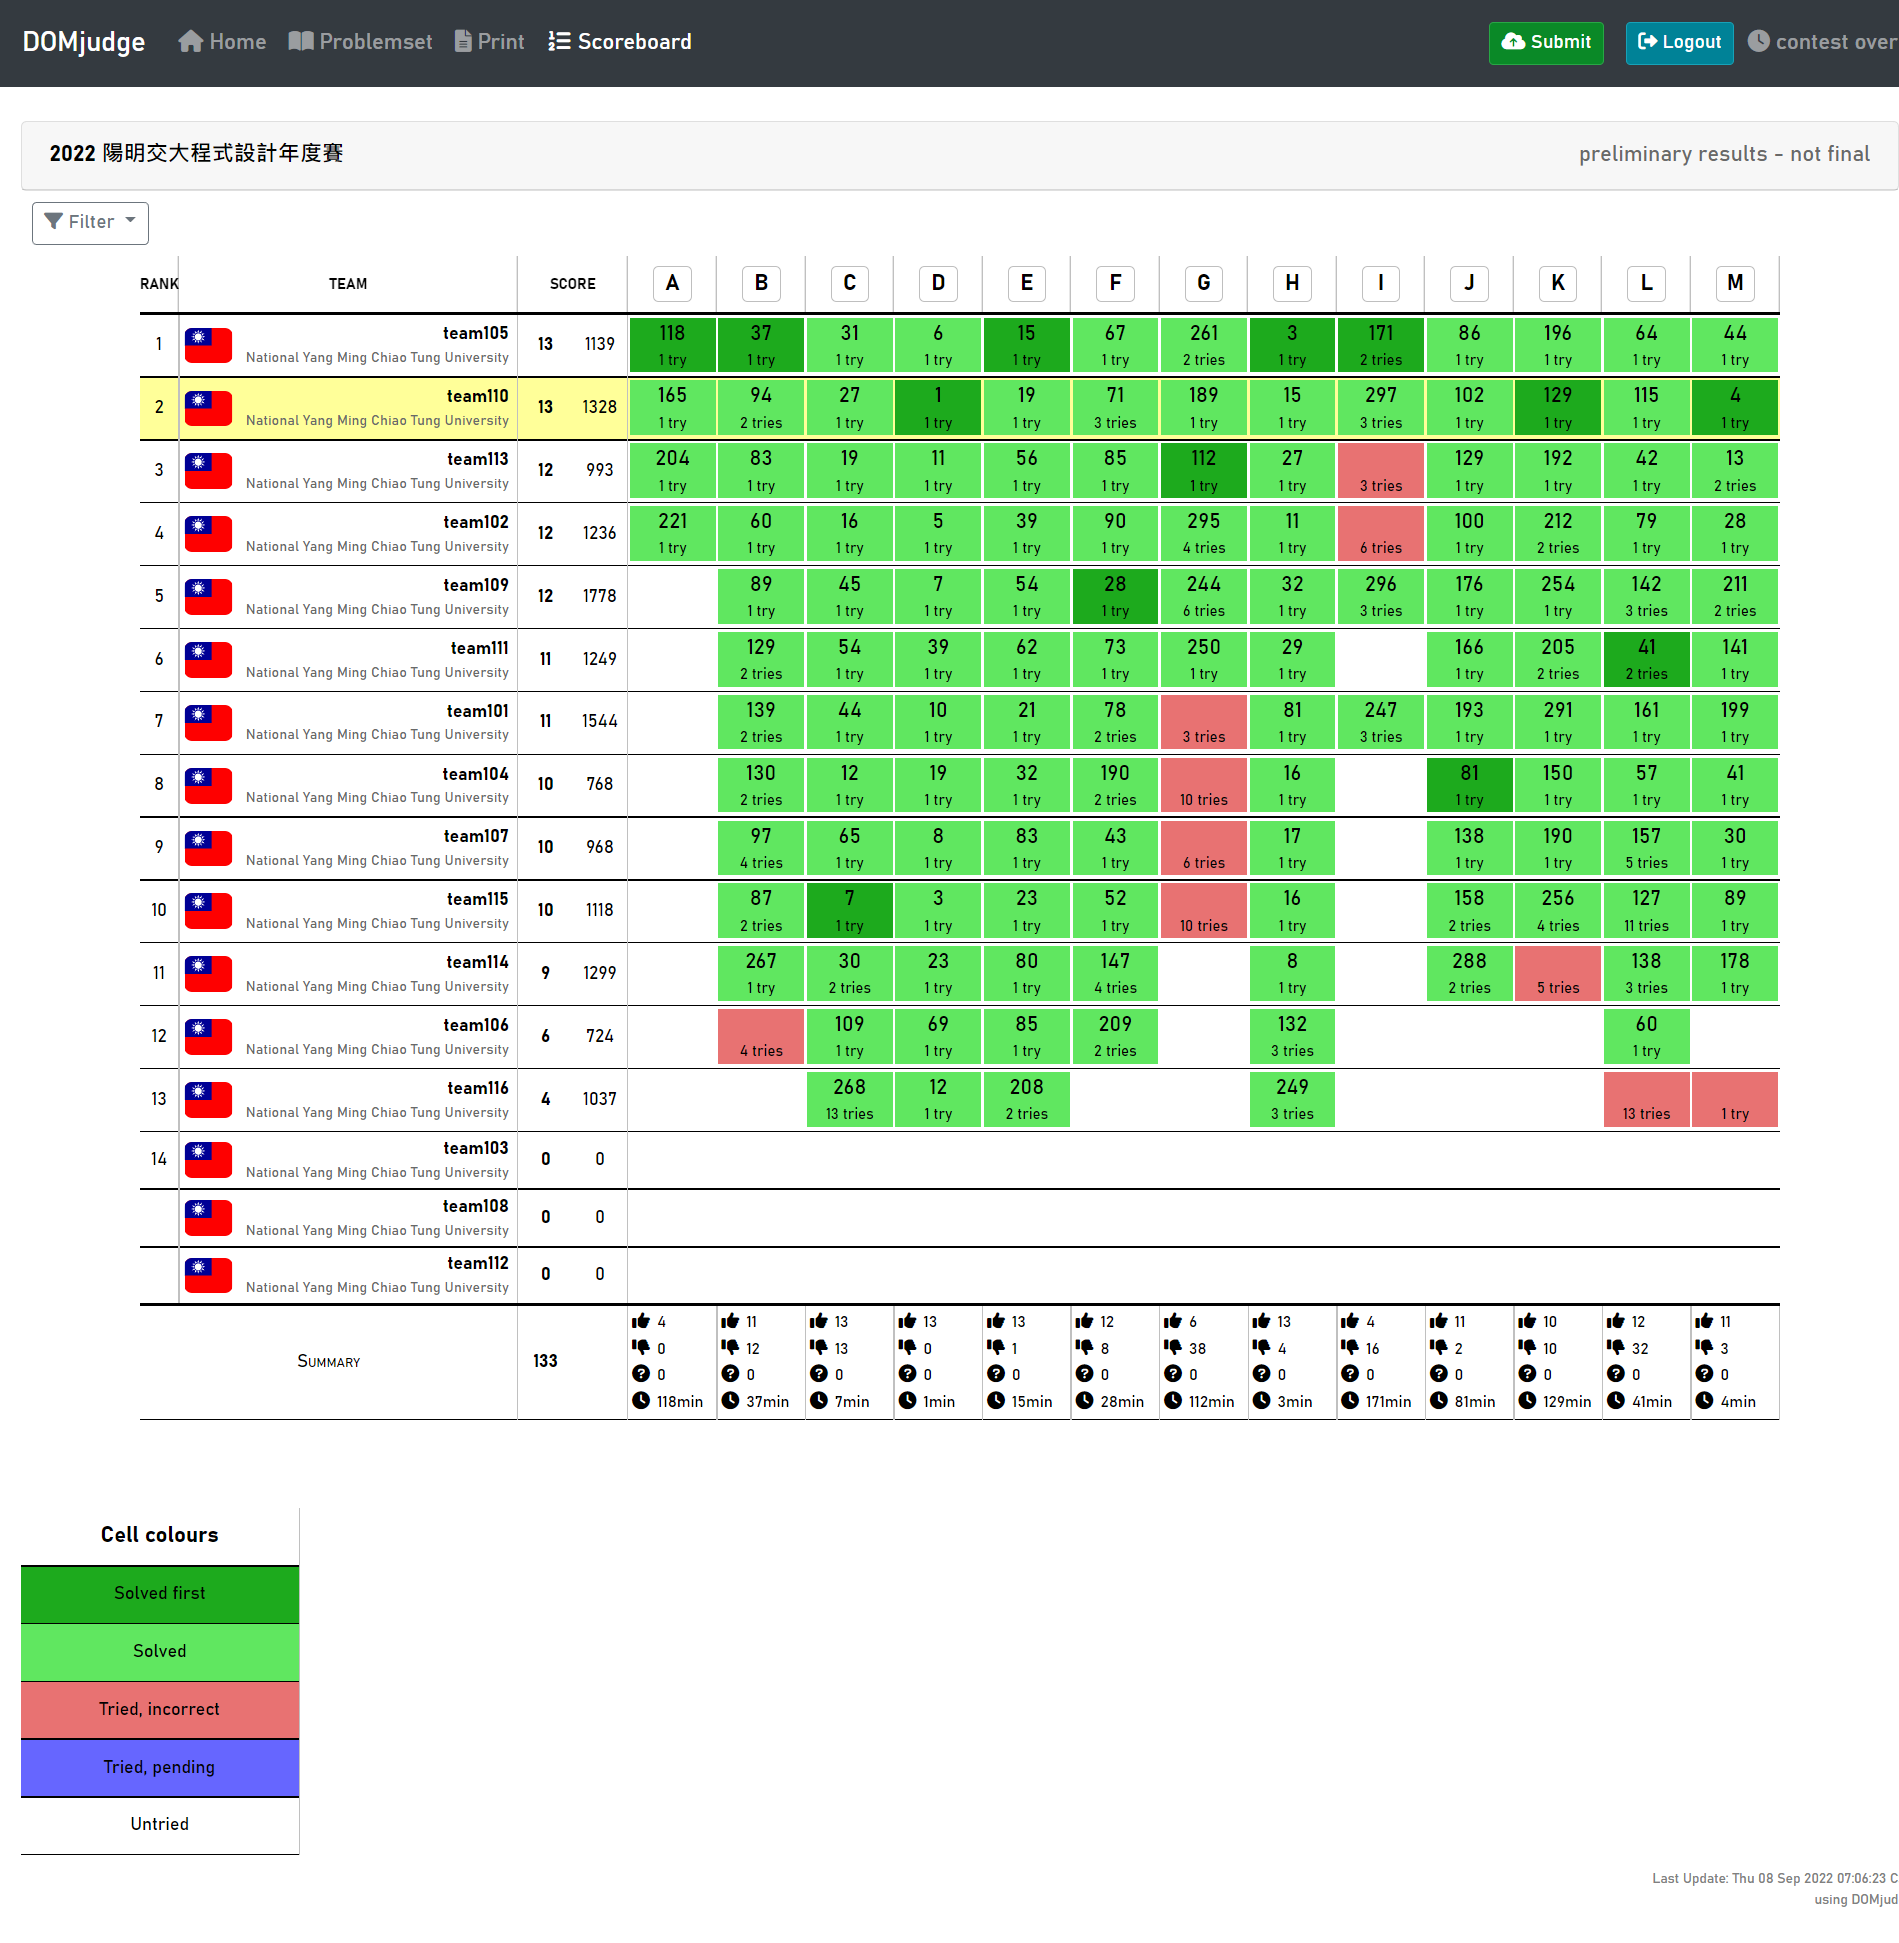 DOMjudge Home Problemset Print Scoreboard Submit Logout contest over
2022 陽明交大程式設計年度賽 preliminary results - not final
Filter
RANK TEAM SCORE A B C D E F G H I J K L M
1 team105 13 1139 118 37 31 6 15 67 261 3 171 86 196 64 44
National Yang Ming Chiao Tung University 1 try 1 try 1 try 1 try 1 try 1 try 2 tries 1 try 2 tries 1 try 1 try 1 try 1 try
2 team110 13 1328 165 94 27 1 19 71 189 15 297 102 129 115 4
National Yang Ming Chiao Tung University 1 try 2 tries 1 try 1 try 1 try 3 tries 1 try 1 try 3 tries 1 try 1 try 1 try 1 try
3 team113 12 993 204 83 19 11 56 85 112 27 129 192 42 13
National Yang Ming Chiao Tung University 1 try 1 try 1 try 1 try 1 try 1 try 1 try 1 try 3 tries 1 try 1 try 1 try 2 tries
4 team102 12 1236 221 60 16 5 39 90 295 11 100 212 79 28
National Yang Ming Chiao Tung University 1 try 1 try 1 try 1 try 1 try 1 try 4 tries 1 try 6 tries 1 try 2 tries 1 try 1 try
5 team109 12 1778 89 45 7 54 28 244 32 296 176 254 142 211
National Yang Ming Chiao Tung University 1 try 1 try 1 try 1 try 1 try 6 tries 1 try 3 tries 1 try 1 try 3 tries 2 tries
6 team111 11 1249 129 54 39 62 73 250 29 166 205 41 141
National Yang Ming Chiao Tung University 2 tries 1 try 1 try 1 try 1 try 1 try 1 try 1 try 2 tries 2 tries 1 try
7 team101 11 1544 139 44 10 21 78 81 247 193 291 161 199
National Yang Ming Chiao Tung University 2 tries 1 try 1 try 1 try 2 tries 3 tries 1 try 3 tries 1 try 1 try 1 try 1 try
8 team104 10 768 130 12 19 32 190 16 81 150 57 41
National Yang Ming Chiao Tung University 2 tries 1 try 1 try 1 try 2 tries 10 tries 1 try 1 try 1 try 1 try 1 try
9 team107 10 968 97 65 8 83 43 17 138 190 157 30
National Yang Ming Chiao Tung University 4 tries 1 try 1 try 1 try 1 try 6 tries 1 try 1 try 1 try 5 tries 1 try
10 team115 10 1118 87 7 3 23 52 16 158 256 127 89
National Yang Ming Chiao Tung University 2 tries 1 try 1 try 1 try 1 try 10 tries 1 try 2 tries 4 tries 11 tries 1 try
11 team114 9 1299 267 30 23 80 147 8 288 138 178
National Yang Ming Chiao Tung University 1 try 2 tries 1 try 1 try 4 tries 1 try 2 tries 5 tries 3 tries 1 try
12 team106 6 724 109 69 85 209 132 60
National Yang Ming Chiao Tung University 4 tries 1 try 1 try 1 try 2 tries 3 tries 1 try
13 team116 4 1037 268 12 208 249
National Yang Ming Chiao Tung University 13 tries 1 try 2 tries 3 tries 13 tries 1 try
14 team103 0 0
National Yang Ming Chiao Tung University
team108 0 0
National Yang Ming Chiao Tung University
team112 0 0
National Yang Ming Chiao Tung University
4 11 13 13 13 12 6 13 4 11 10 12 11
0 12 13 0 1 8 38 4 16 2 10 32 3
Summary 133
0 0 0 0 0 0 0 0 0 0 0 0 0
118min 37min 7min 1min 15min 28min 112min 3min 171min 81min 129min 41min 4min
Cell colours
Solved first
Solved
Tried, incorrect
Tried, pending
Untried
Last Update: Thu 08 Sep 2022 07:06:23 C
using DOMjud